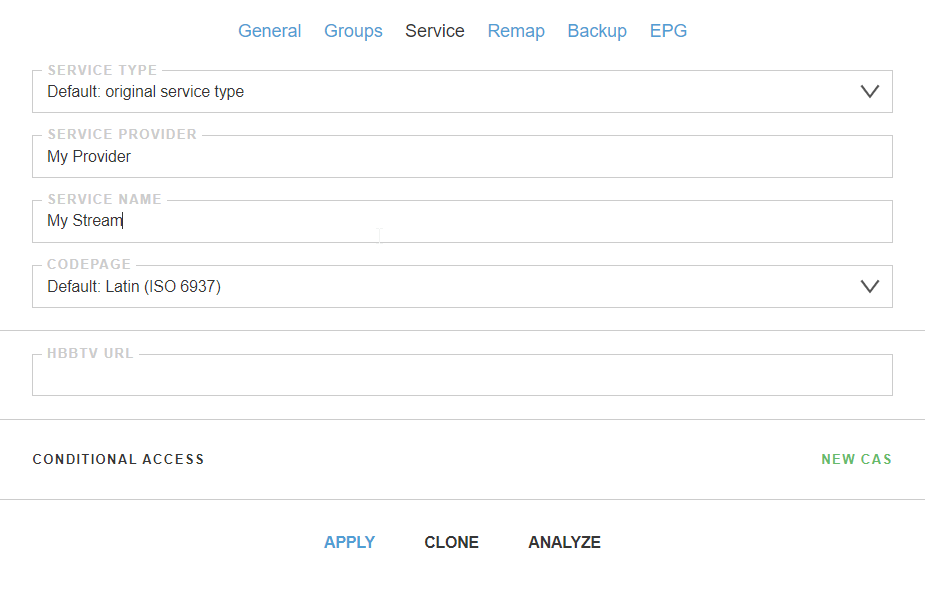 General Groups Service Remap Backup EPG
SERVICE TYPE
Default: original service type
SERVICE PROVIDER
My Provider
SERVICE NAME
My Stream
CODEPAGE
Default: Latin (ISO 6937)
HBBTV URL
CONDITIONAL ACCESS NEW CAS
APPLY CLONE ANALYZE